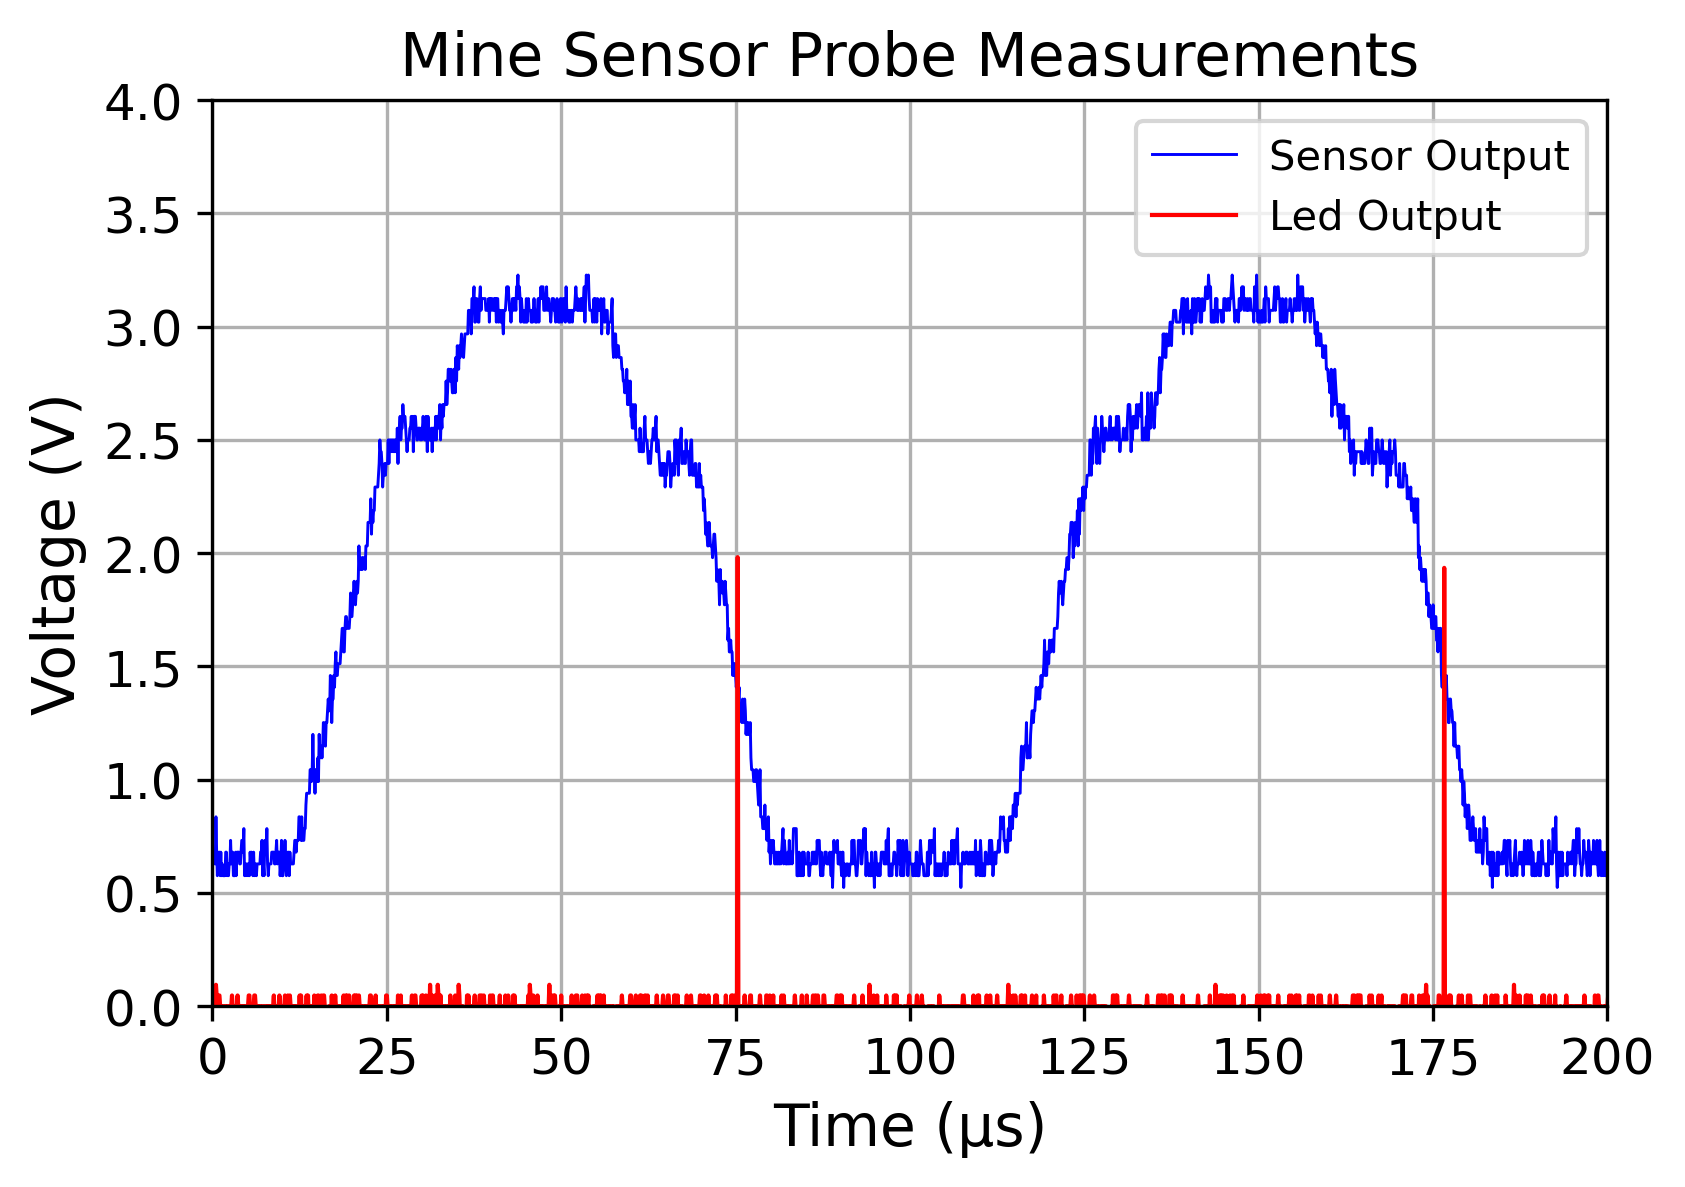 Mine Sensor Probe Measurements
4.0
3.5
3.0
2.5
2.0
1.5
1.0
0.5
0.0
Voltage (V)
Sensor Output
Led Output
0 25 50 75 100 125 150 175 200
Time (µs)